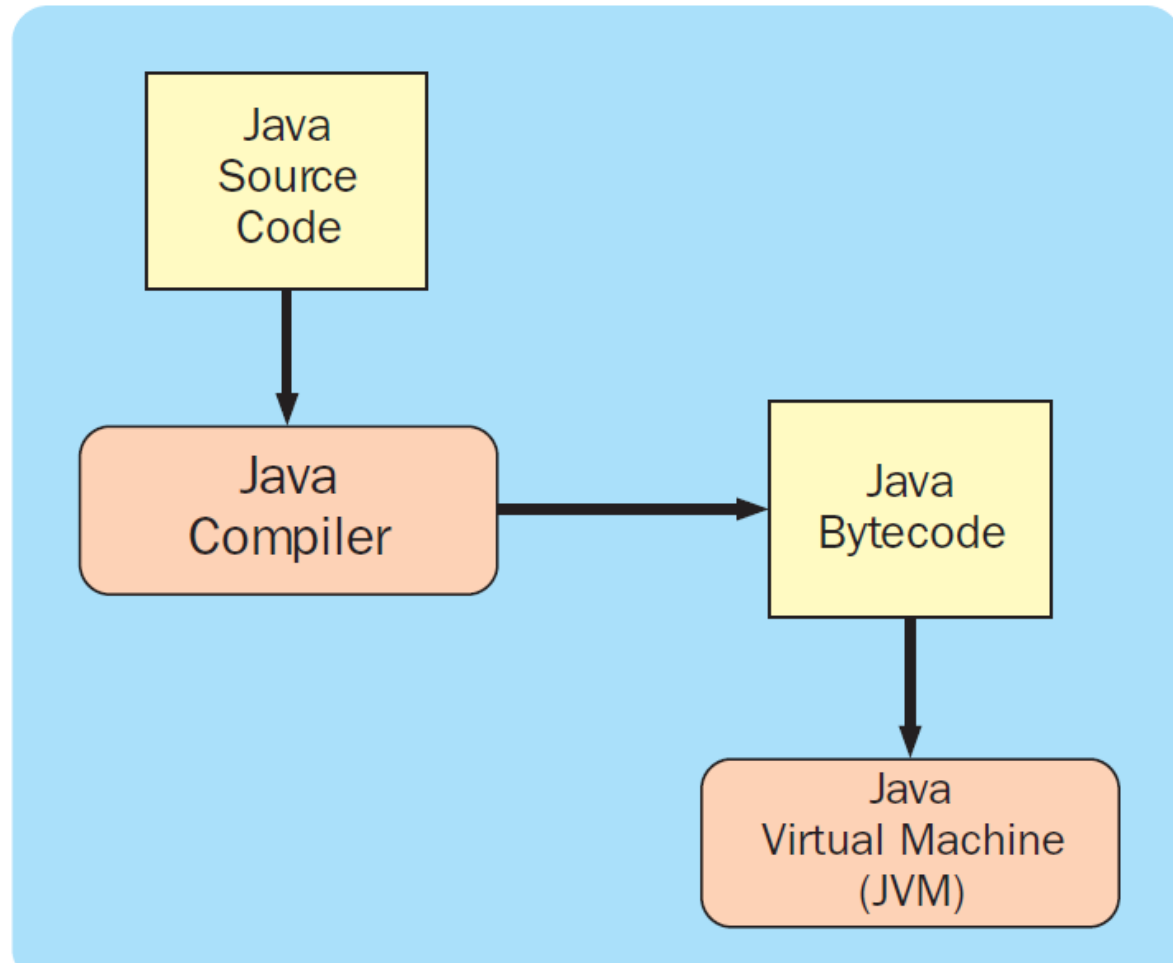 Java
Source
Code
Java
Compiler
Java
Bytecode
Java
Virtual Machine
(JVM)